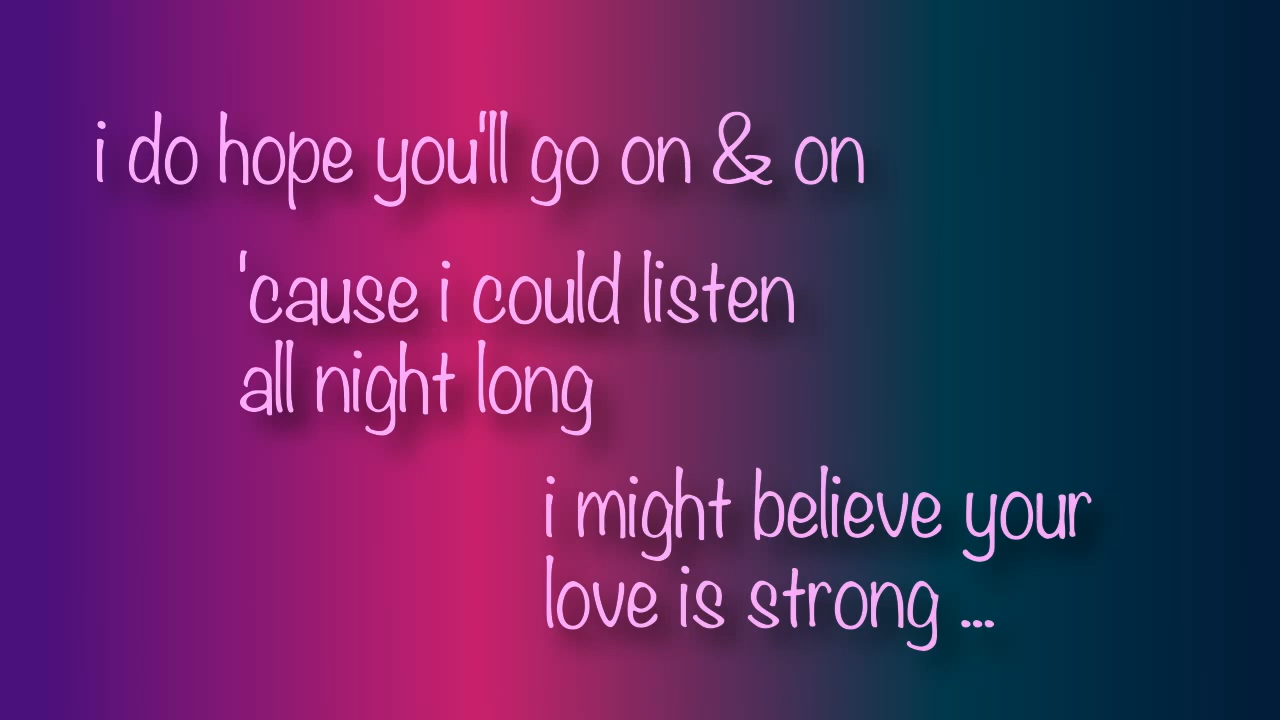 i do hope you'll go on & on
'cause i could listen
all night long
i might believe your
love is strong ...